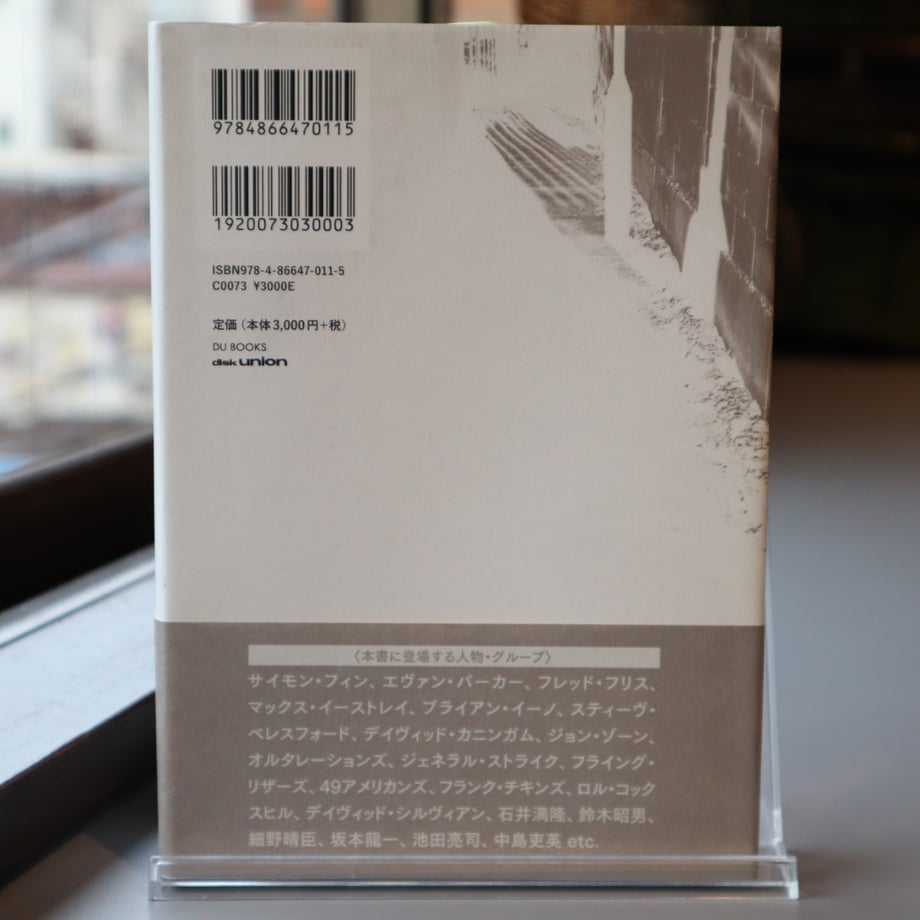 9784866470115
1920073030003
ISBN978-4-86647-011-5
C0073 ¥3000E
定価（本体3,000円+税）
DU BOOKS
disk union
〈本書に登場する人物・グループ〉
サイモン・フィン、エヴァン・パーカー、フレッド・フリス、
マックス・イーストレイ、ブライアン・イーノ、スティーヴ・
ベレスフォード、デイヴィッド・カニンガム、ジョン・ゾーン、
オルタレーションズ、ジェネラル・ストライク、フライング・
リザーズ、49アメリカンズ、フランク・チキンズ、ロル・コック
スヒル、デイヴィッド・シルヴィアン、石井満隆、鈴木昭男、
細野晴臣、坂本龍一、池田亮司、中島吏英 etc.